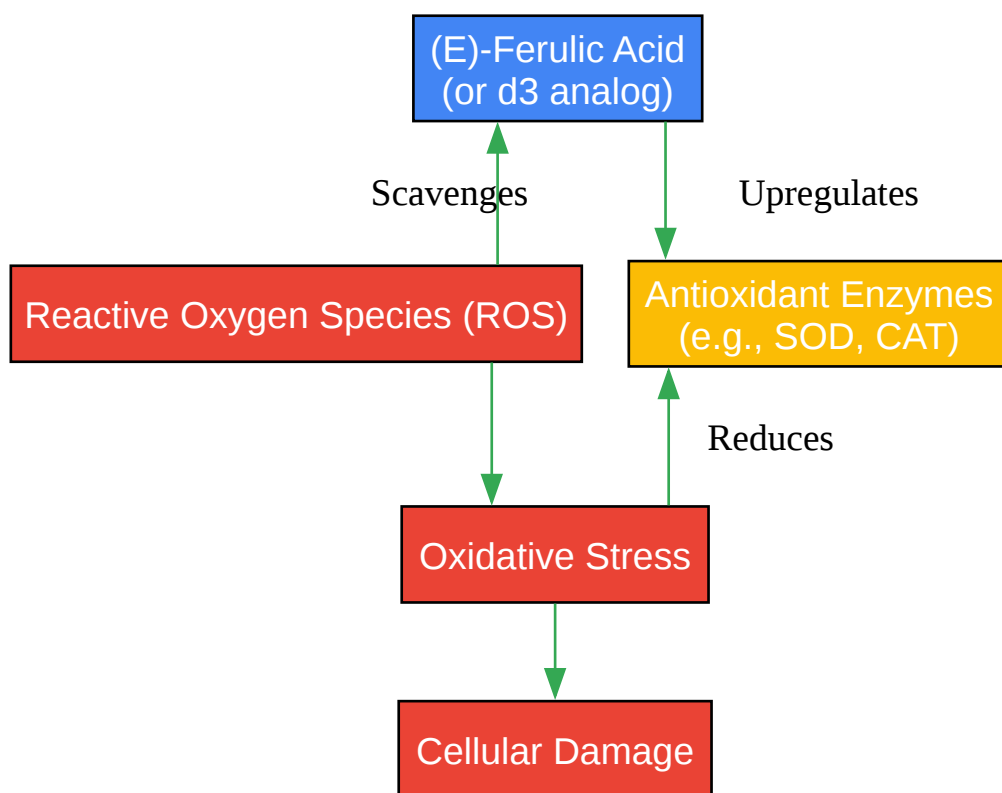 (E)-Ferulic Acid
(or d3 analog)
Scavenges
Upregulates
Reactive Oxygen Species (ROS)
Antioxidant Enzymes
(e.g., SOD, CAT)
Reduces
Oxidative Stress
Cellular Damage